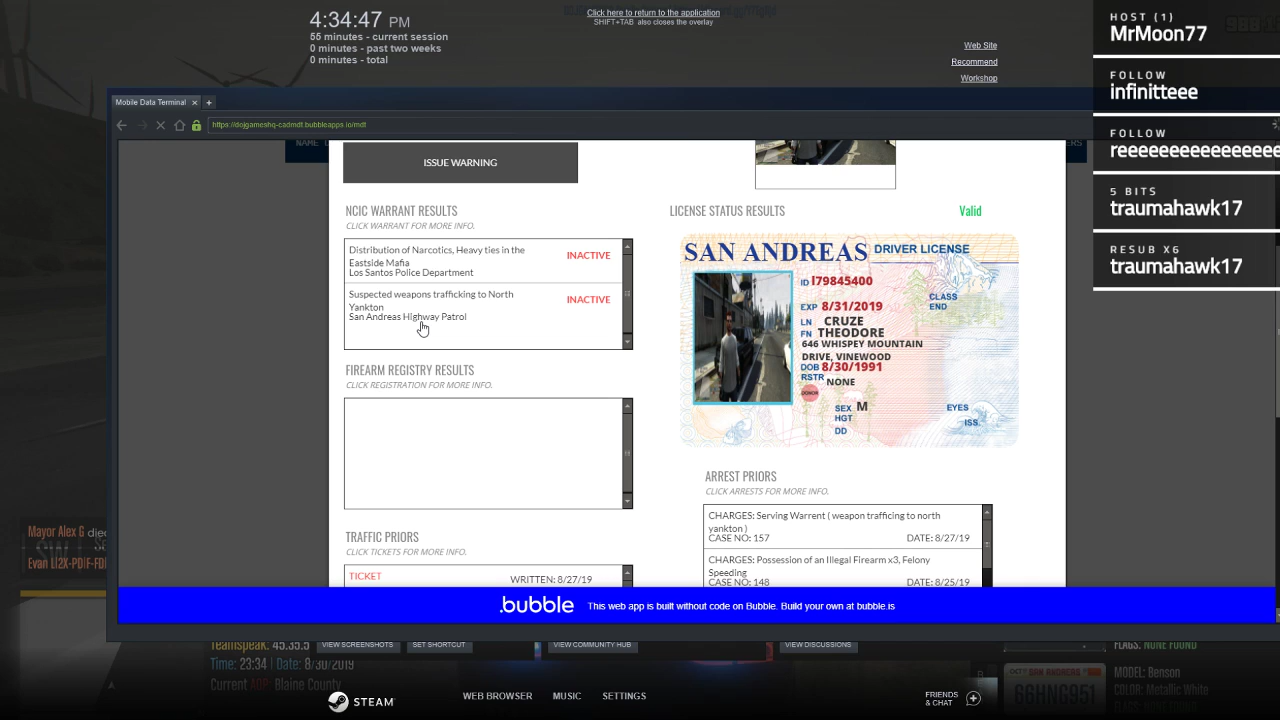 4:34:47 PM
55 minutes - current session
0 minutes - past two weeks
0 minutes - total
Click here to return to the application
SHIFT+TAB also closes the overlay
Web Site
Recommend
Workshop
HOST (1)
MrMoon77
FOLLOW
infinitteee
FOLLOW
reeeeeeeeeeeeeee
5 BITS
traumahawk17
RESUB X6
traumahawk17
Mobile Data Terminal
https://dojgameshq-cadmdt.bubbleapps.io/mdt
NAME
ISSUE WARNING
NCIC WARRANT RESULTS
CLICK WARRANT FOR MORE INFO.
Distribution of Narcotics, Heavy ties in the
Eastside Mafia
Los Santos Police Department
INACTIVE
Suspected weapons trafficking to North
Yankton
San Andreas Highway Patrol
INACTIVE
FIREARM REGISTRY RESULTS
CLICK REGISTRATION FOR MORE INFO.
TRAFFIC PRIORS
CLICK TICKETS FOR MORE INFO.
TICKET
WRITTEN: 8/27/19
LICENSE STATUS RESULTS
Valid
SAN ANDREAS DRIVER LICENSE
ID i79845400
EXP 8/31/2019
LN CRUZE
FN THEODORE
646 WHISPEY MOUNTAIN
DRIVE, VINEWOOD
DOB 8/30/1991
RSTR NONE
DONOR
SEX M
HGT
DD
CLASS
END
EYES
ISS.
ARREST PRIORS
CLICK ARRESTS FOR MORE INFO.
CHARGES: Serving Warrent ( weapon trafficing to north
yankton )
CASE NO: 157 DATE: 8/27/19
CHARGES: Possession of an Illegal Firearm x3, Felony
Speeding
CASE NO: 148 DATE: 8/25/19
.bubble
This web app is built without code on Bubble. Build your own at bubble.is
Mayor Alex G died
Teamspeak: 45.35.5
Time: 23:34 | Date: 8/30/2019
Current AOP: Blaine County
VIEW SCREENSHOTS
SET SHORTCUT
VIEW COMMUNITY HUB
VIEW DISCUSSIONS
FLAGS: NONE FOUND
SAN ANDREAS
66HNG951
MODEL: Benson
COLOR: Metallic White
STEAM
WEB BROWSER
MUSIC
SETTINGS
FRIENDS
& CHAT